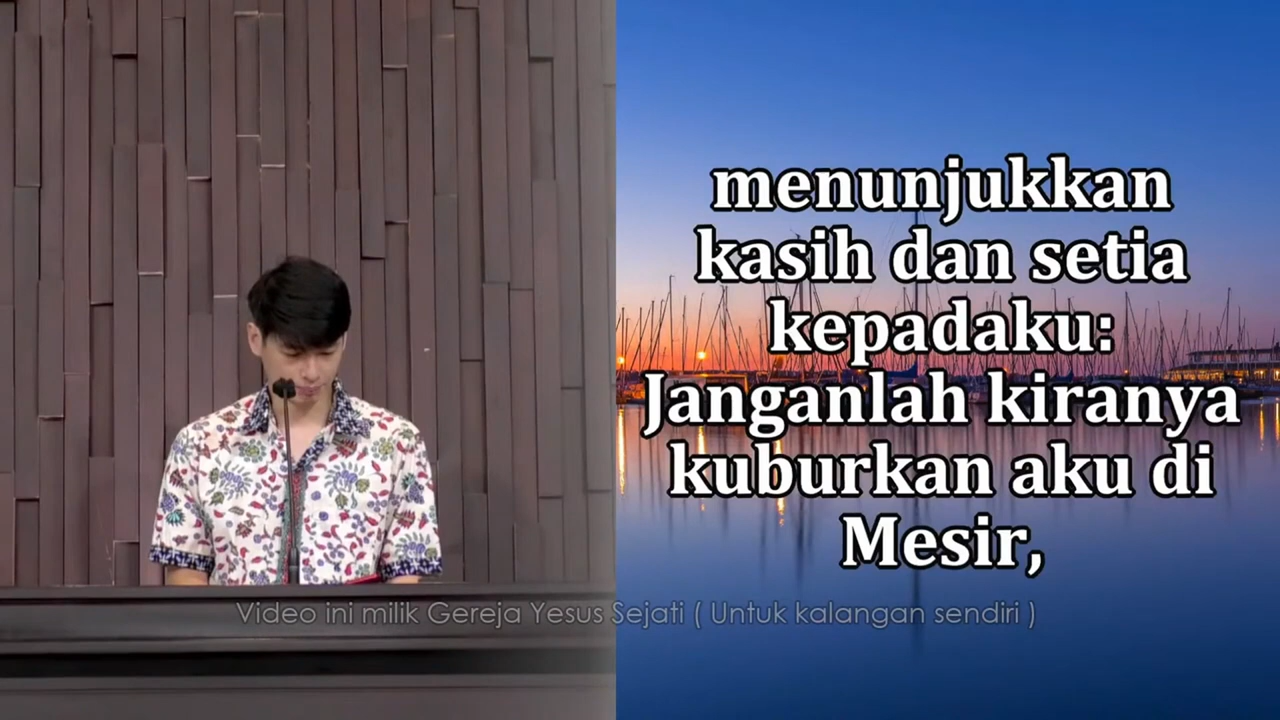 menunjukkan
kasih dan setia
kepadaku:
Janganlah kiranya
kuburkan aku di
Mesir,
Video ini milik Gereja Yesus Sejati ( Untuk kalangan sendiri )